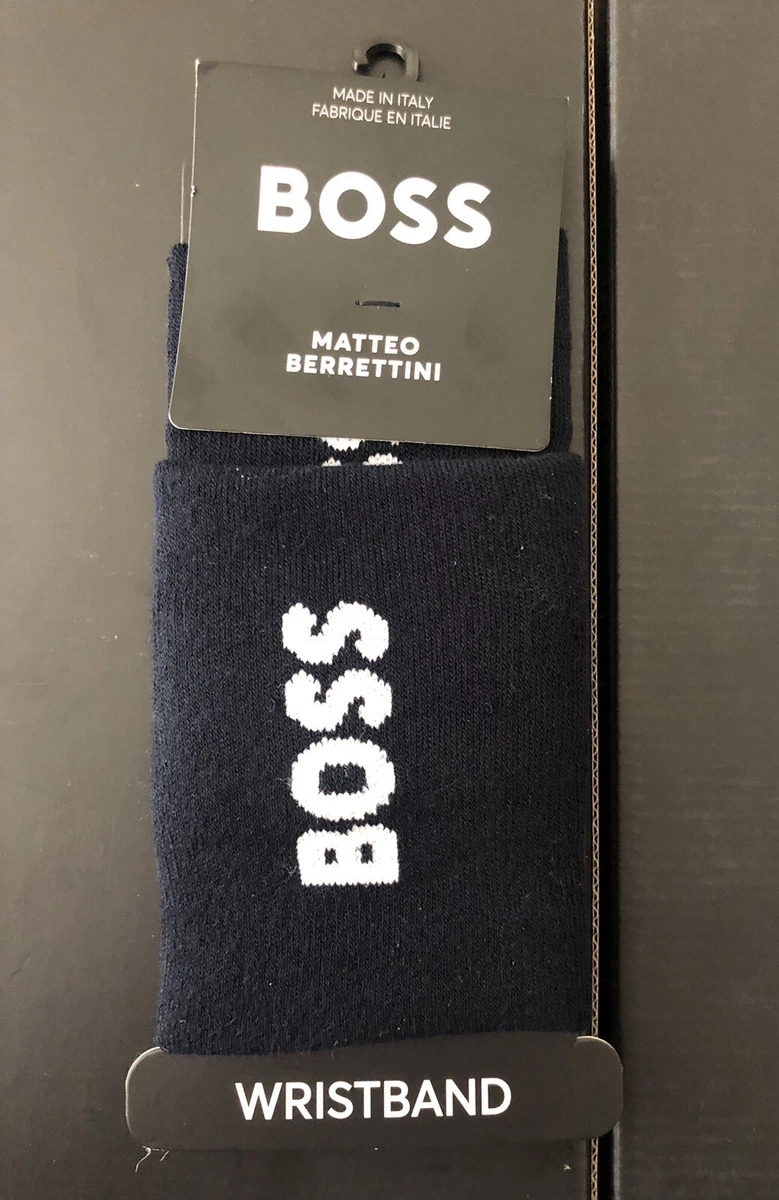 MADE IN ITALY
FABRIQUE EN ITALIE
BOSS
MATTEO
BERRETTINI
BOSS
WRISTBAND